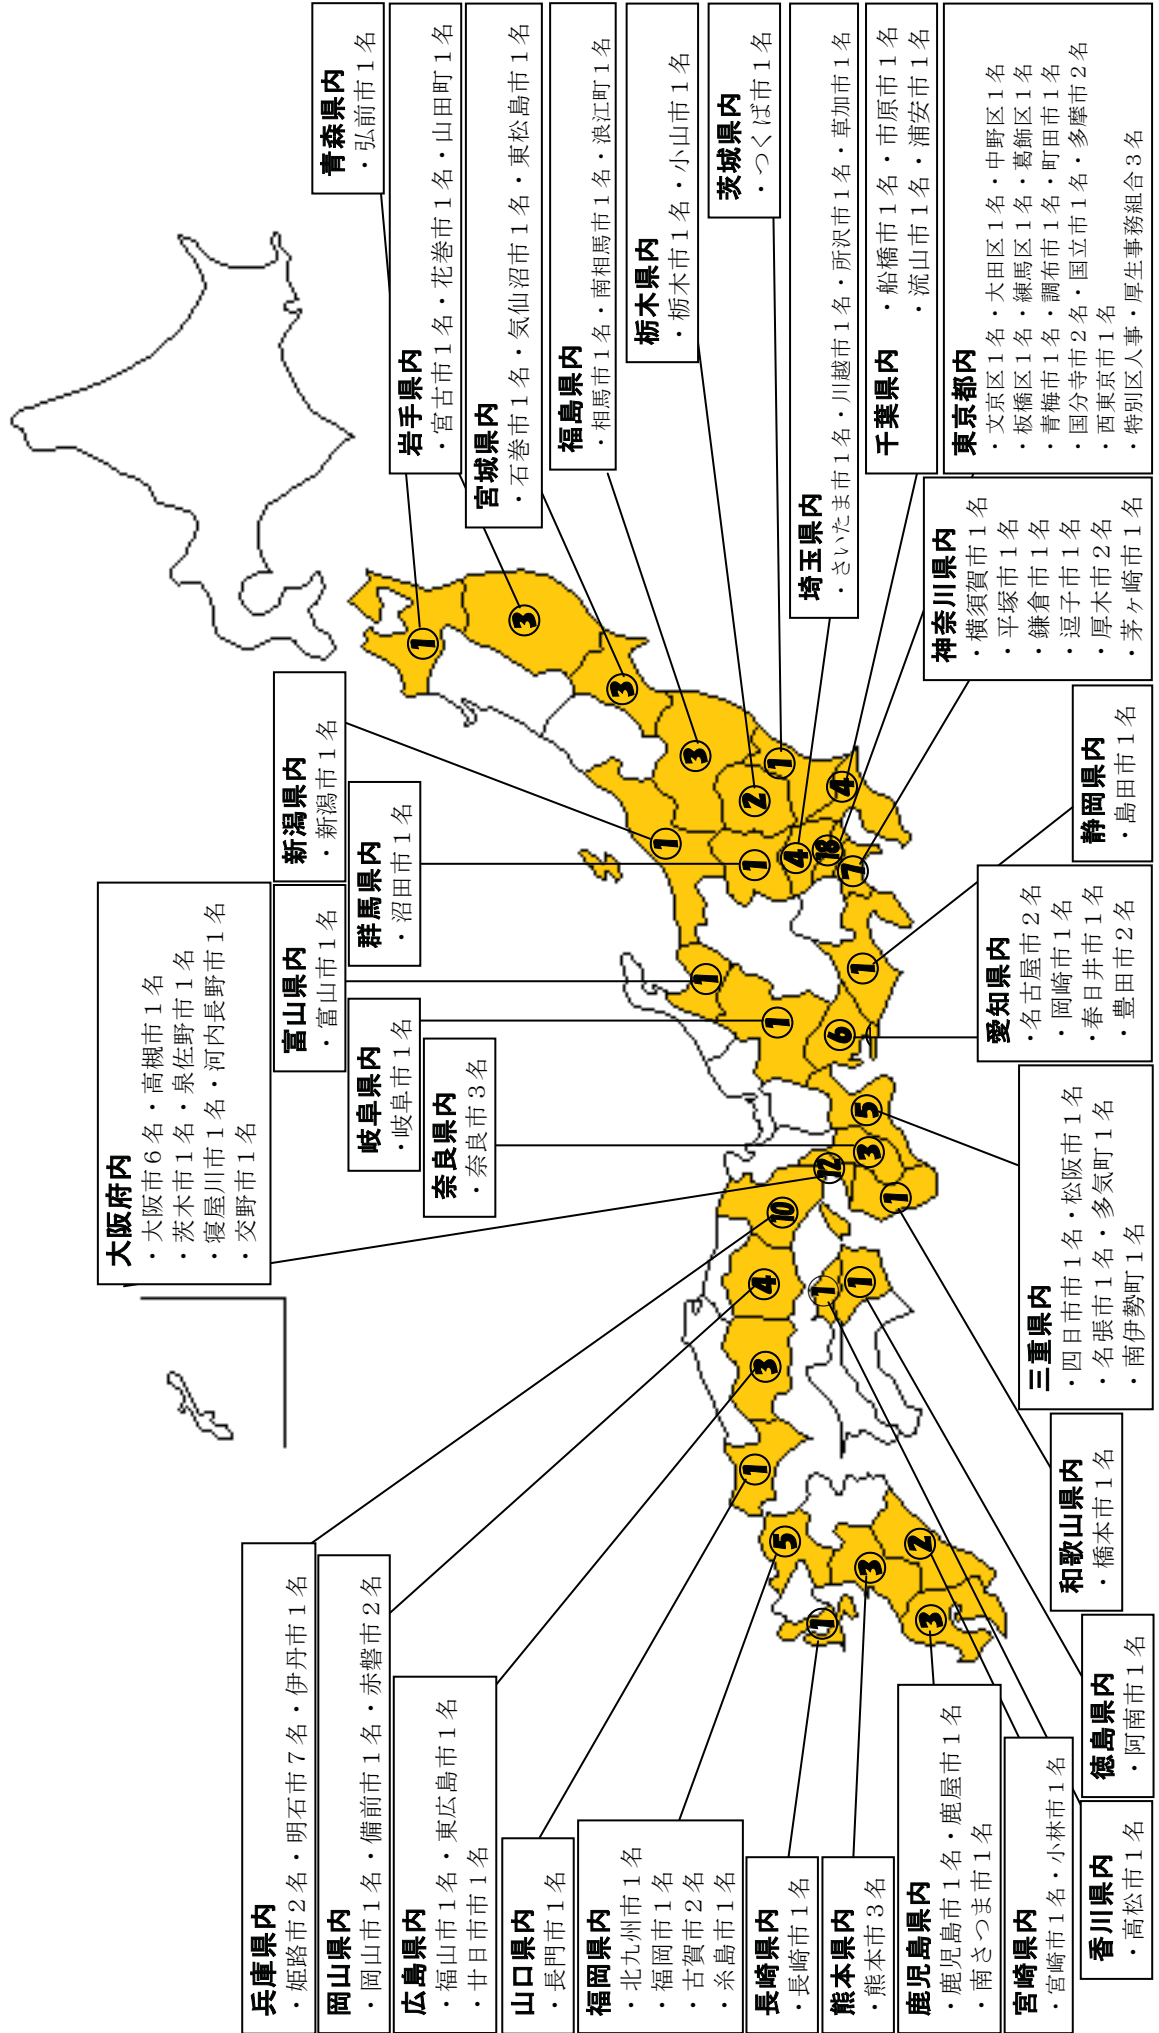 青森県内
・弘前市１名
岩手県内
・宮古市１名・花巻市１名・山田町１名
宮城県内
・石巻市１名・気仙沼市１名・東松島市１名
福島県内
・相馬市１名・南相馬市１名・浪江町１名
栃木県内
・栃木市１名・小山市１名
茨城県内
・つくば市１名
埼玉県内
・さいたま市１名・川越市１名・所沢市１名・草加市１名
千葉県内
・船橋市１名・市原市１名
・流山市１名・浦安市１名
東京都内
・文京区１名・大田区１名・中野区１名
・板橋区１名・練馬区１名・葛飾区１名
・青梅市１名・調布市１名・町田市１名
・国分寺市２名・国立市１名・多摩市２名
・西東京市１名
・特別区人事・厚生事務組合３名
神奈川県内
・横須賀市１名
・平塚市１名
・鎌倉市１名
・逗子市１名
・厚木市２名
・茅ヶ崎市１名
新潟県内
・新潟市１名
群馬県内
・沼田市１名
静岡県内
・島田市１名
富山県内
・富山市１名
岐阜県内
・岐阜市１名
愛知県内
・名古屋市２名
・岡崎市１名
・春日井市１名
・豊田市２名
奈良県内
・奈良市３名
大阪府内
・大阪市６名・高槻市１名
・茨木市１名・泉佐野市１名
・寝屋川市１名・河内長野市１名
・交野市１名
三重県内
・四日市市１名・松阪市１名
・名張市１名・多気町１名
・南伊勢町１名
和歌山県内
・橋本市１名
兵庫県内
・姫路市２名・明石市７名・伊丹市１名
岡山県内
・岡山市１名・備前市１名・赤磐市２名
広島県内
・福山市１名・東広島市１名
・廿日市市１名
山口県内
・長門市１名
福岡県内
・北九州市１名
・福岡市１名
・古賀市２名
・糸島市１名
長崎県内
・長崎市１名
熊本県内
・熊本市３名
鹿児島県内
・鹿児島市１名・鹿屋市１名
・南さつま市１名
宮崎県内
・宮崎市１名・小林市１名
徳島県内
・阿南市１名
香川県内
・高松市１名
1
3
3
3
2
1
4
4
18
7
1
1
1
1
1
6
5
3
12
1
10
4
3
1
1
1
5
1
3
2
3